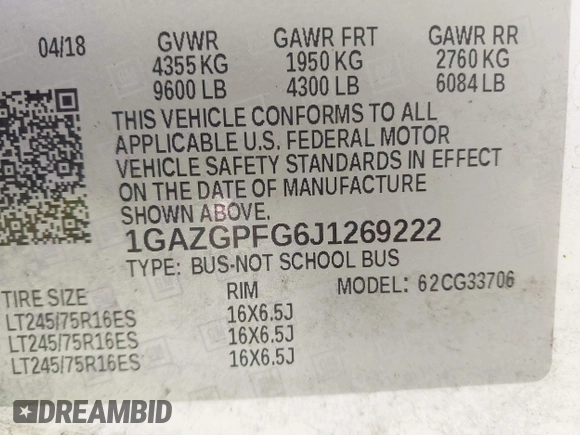 04/18 GVWR GAWR FRT GAWR RR
4355 KG 1950 KG 2760 KG
9600 LB 4300 LB 6084 LB
THIS VEHICLE CONFORMS TO ALL
APPLICABLE U.S. FEDERAL MOTOR
VEHICLE SAFETY STANDARDS IN EFFECT
ON THE DATE OF MANUFACTURE
SHOWN ABOVE.
1GAZGPFG6J1269222
TYPE: BUS-NOT SCHOOL BUS
MODEL: 62CG33706
TIRE SIZE RIM
LT245/75R16ES 16X6.5J
LT245/75R16ES 16X6.5J
LT245/75R16ES 16X6.5J
DREAMBID